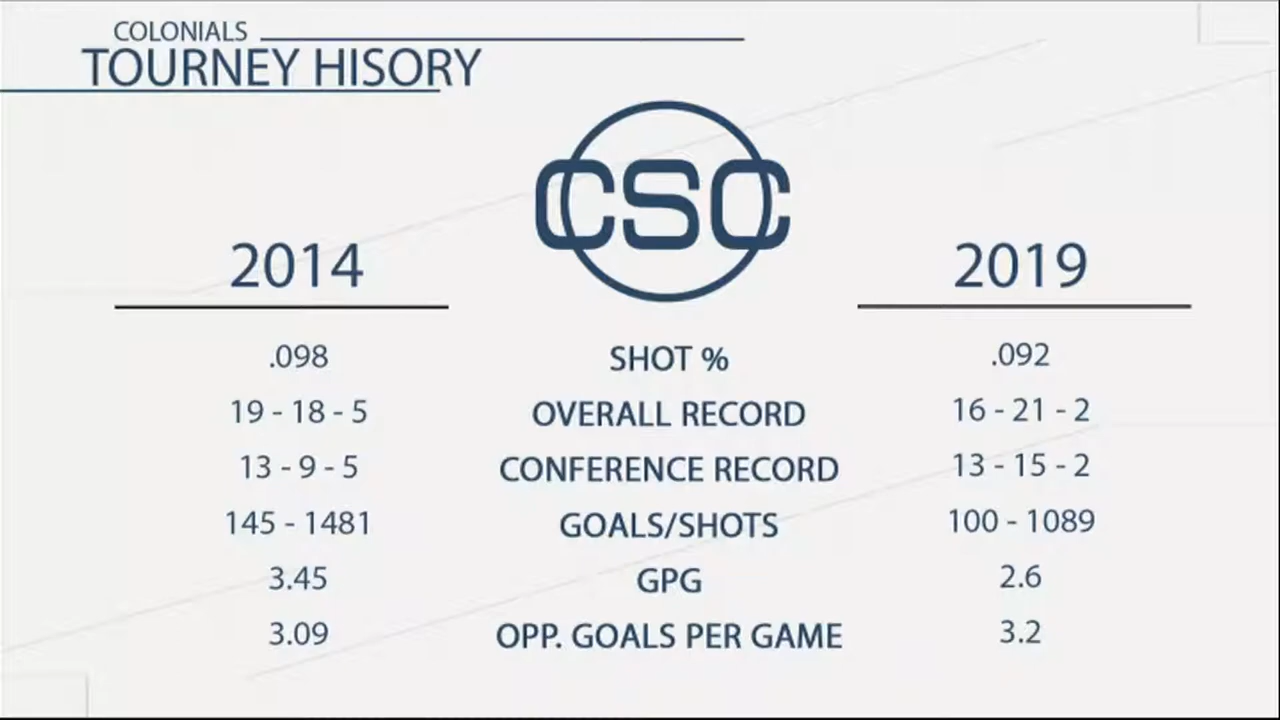 COLONIALS
TOURNEY HISORY
CSC
2014
2019
.098 SHOT % .092
19 - 18 - 5 OVERALL RECORD 16 - 21 - 2
13 - 9 - 5 CONFERENCE RECORD 13 - 15 - 2
145 - 1481 GOALS/SHOTS 100 - 1089
3.45 GPG 2.6
3.09 OPP. GOALS PER GAME 3.2